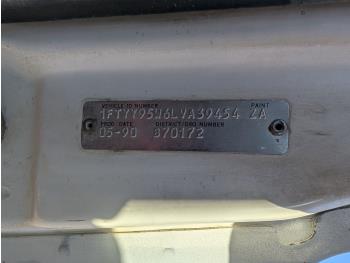 VEHICLE ID NUMBER PAINT
1FTYY95W6LVA39454 ZA
PROD DATE DISTRICT/DSO NUMBER
05-90 870172